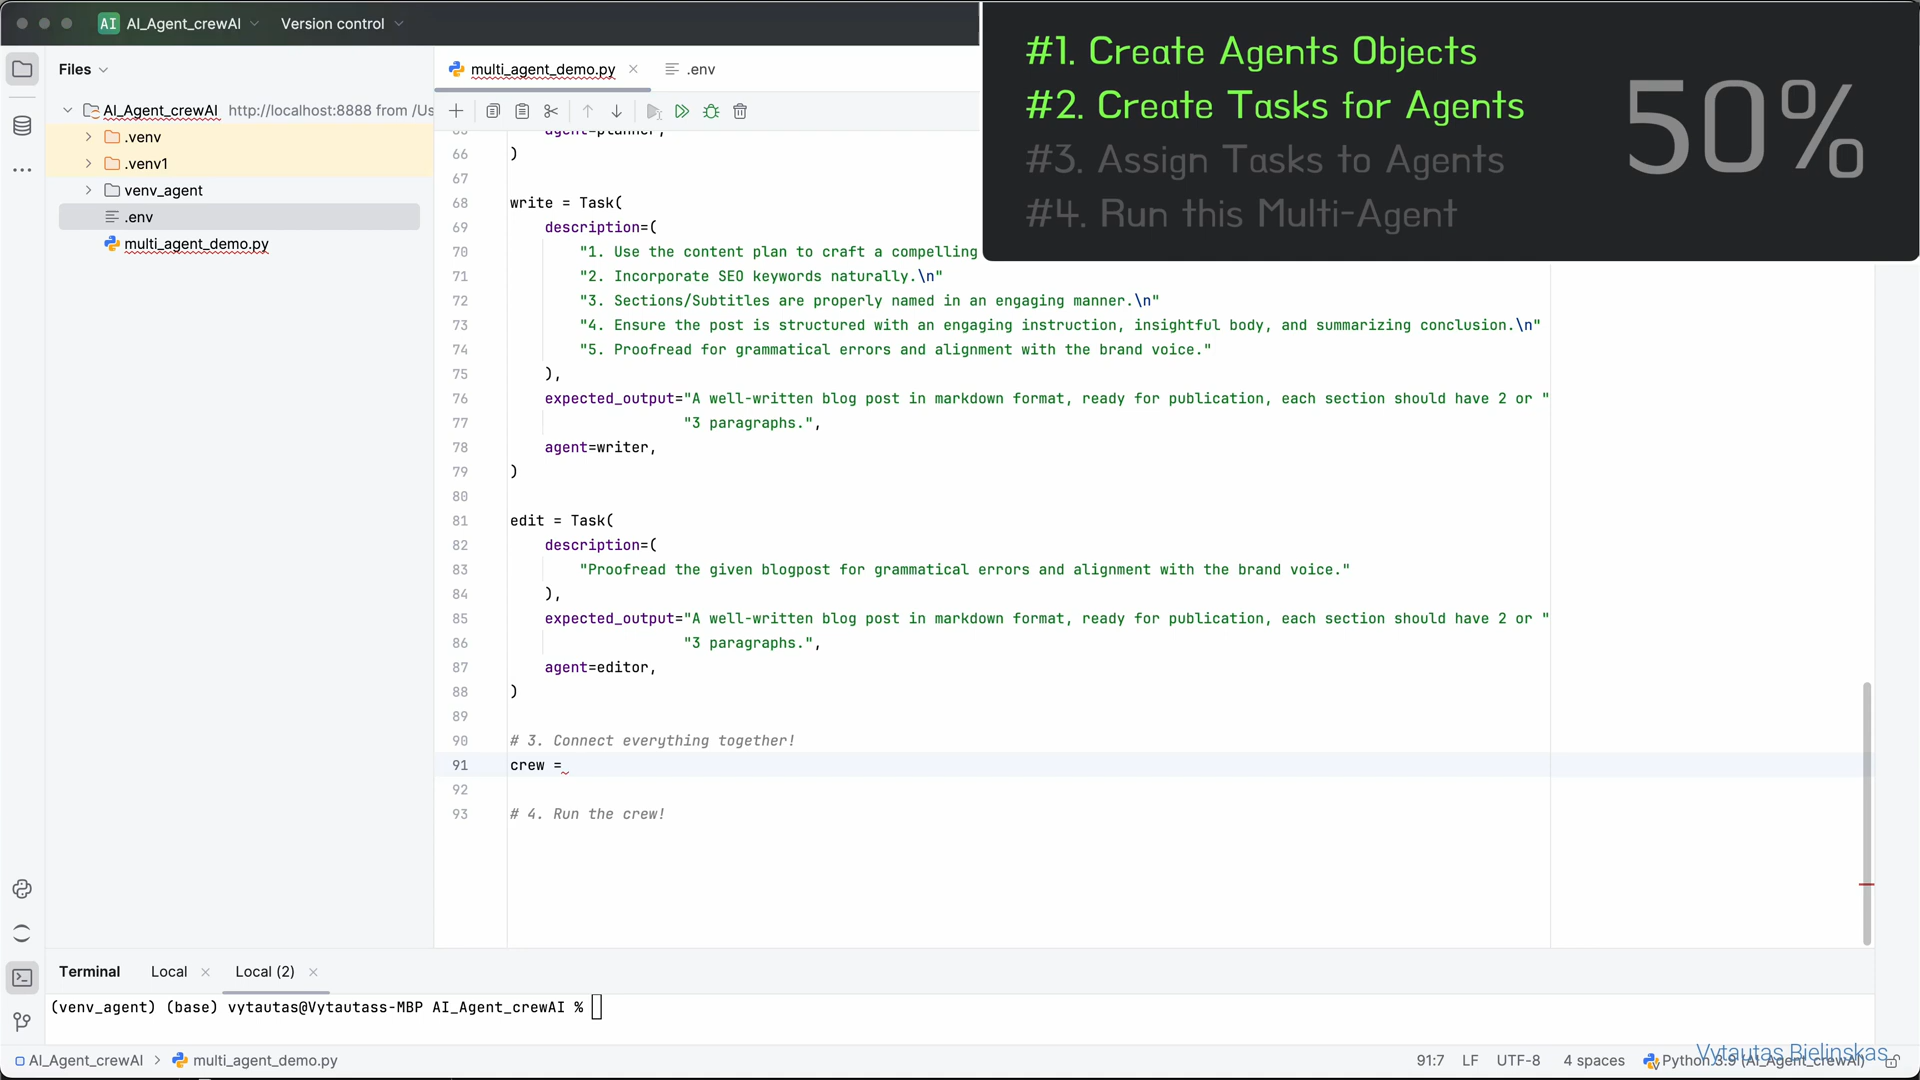 AI AI_Agent_crewAI Version control
#1. Create Agents Objects
#2. Create Tasks for Agents
#3. Assign Tasks to Agents
#4. Run this Multi-Agent
50%
Files
multi_agent_demo.py
.env
AI_Agent_crewAI http://localhost:8888 from /Us
.venv
.venv1
venv_agent
.env
multi_agent_demo.py
agent=planner,
66 )
67
68 write = Task(
69 description=(
70 "1. Use the content plan to craft a compelling
71 "2. Incorporate SEO keywords naturally.\n"
72 "3. Sections/Subtitles are properly named in an engaging manner.\n"
73 "4. Ensure the post is structured with an engaging instruction, insightful body, and summarizing conclusion.\n"
74 "5. Proofread for grammatical errors and alignment with the brand voice."
75 ),
76 expected_output="A well-written blog post in markdown format, ready for publication, each section should have 2 or "
77 "3 paragraphs.",
78 agent=writer,
79 )
80
81 edit = Task(
82 description=(
83 "Proofread the given blogpost for grammatical errors and alignment with the brand voice."
84 ),
85 expected_output="A well-written blog post in markdown format, ready for publication, each section should have 2 or "
86 "3 paragraphs.",
87 agent=editor,
88 )
89
90 # 3. Connect everything together!
91 crew =
92
93 # 4. Run the crew!
Terminal Local Local (2)
(venv_agent) (base) vytautas@Vytautass-MBP AI_Agent_crewAI %
AI_Agent_crewAI > multi_agent_demo.py
91:7 LF UTF-8 4 spaces Python 3.9 (AI_Agent_crewAI)
Vytautas Bielinskas